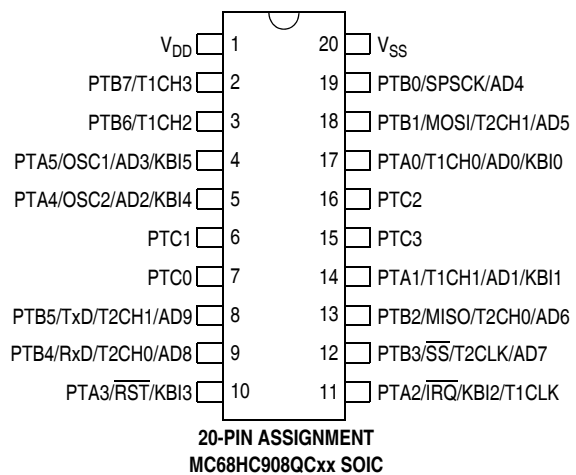 V_DD 1 20 V_SS
PTB7/T1CH3 2 19 PTB0/SPSCK/AD4
PTB6/T1CH2 3 18 PTB1/MOSI/T2CH1/AD5
PTA5/OSC1/AD3/KBI5 4 17 PTA0/T1CH0/AD0/KBI0
PTA4/OSC2/AD2/KBI4 5 16 PTC2
PTC1 6 15 PTC3
PTC0 7 14 PTA1/T1CH1/AD1/KBI1
PTB5/TxD/T2CH1/AD9 8 13 PTB2/MISO/T2CH0/AD6
PTB4/RxD/T2CH0/AD8 9 12 PTB3/S̅S̅/T2CLK/AD7
PTA3/R̅S̅T̅/KBI3 10 11 PTA2/I̅R̅Q̅/KBI2/T1CLK
20-PIN ASSIGNMENT
MC68HC908QCxx SOIC